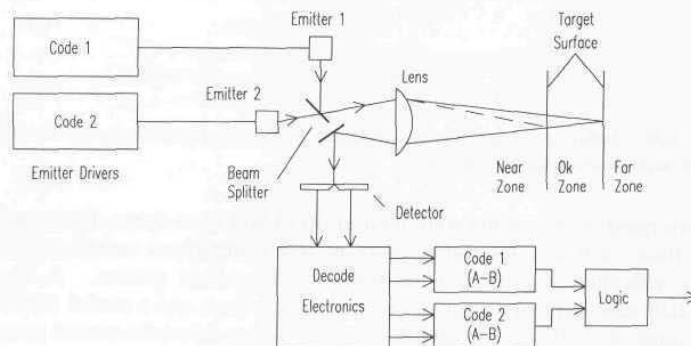 Emitter 1
Target
Surface
Code 1
Lens
Emitter 2
Code 2
Beam
Splitter
Near
Zone
Ok
Zone
Far
Zone
Emitter Drivers
Detector
Decode
Electronics
Code 1
(A-B)
Logic
Code 2
(A-B)